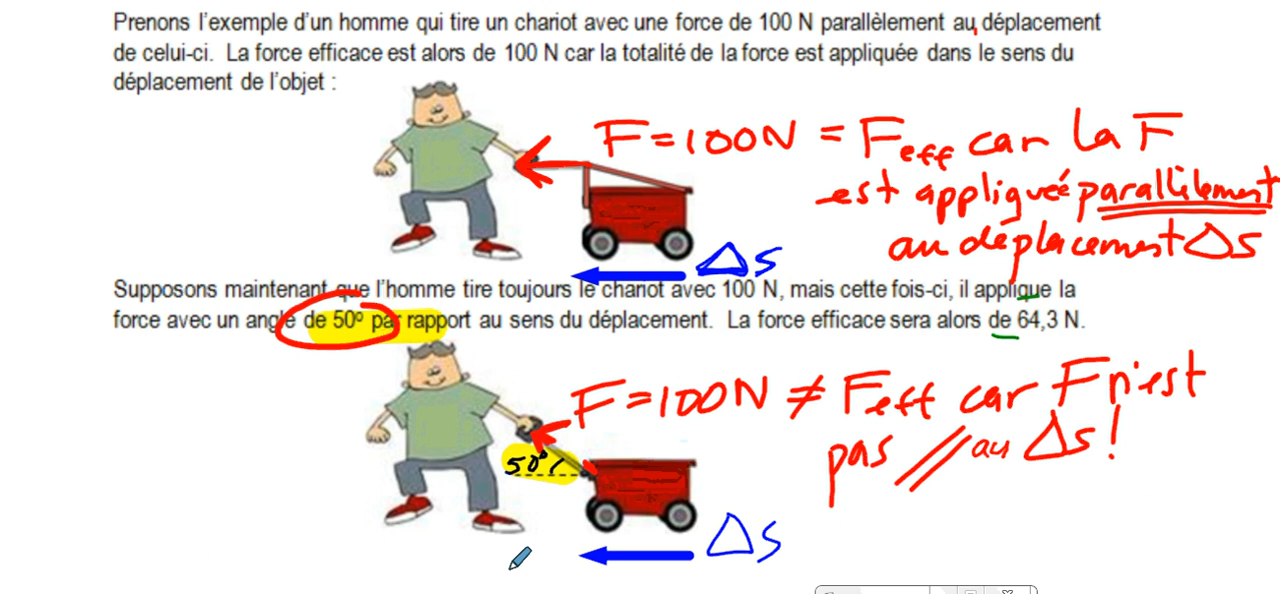 Prenons l'exemple d'un homme qui tire un chariot avec une force de 100 N parallèlement au déplacement
de celui-ci. La force efficace est alors de 100 N car la totalité de la force est appliquée dans le sens du
déplacement de l'objet :
F = 100N = Feff car la F
est appliquée parallèlement
au déplacement Δs
Δs
Supposons maintenant que l'homme tire toujours le chariot avec 100 N, mais cette fois-ci, il applique la
force avec un angle de 50º par rapport au sens du déplacement. La force efficace sera alors de 64,3 N.
F = 100N ≠ Feff car F n'est
pas // au Δs !
50°
Δs